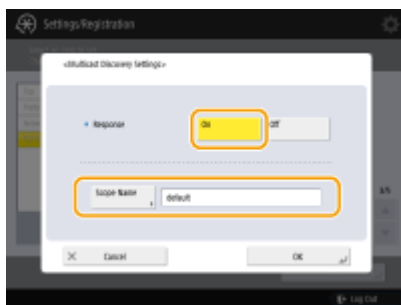 Settings/Registration
<Multicast Discovery Settings>
Response
On
Off
Scope Name
default
Cancel
OK
Log Out